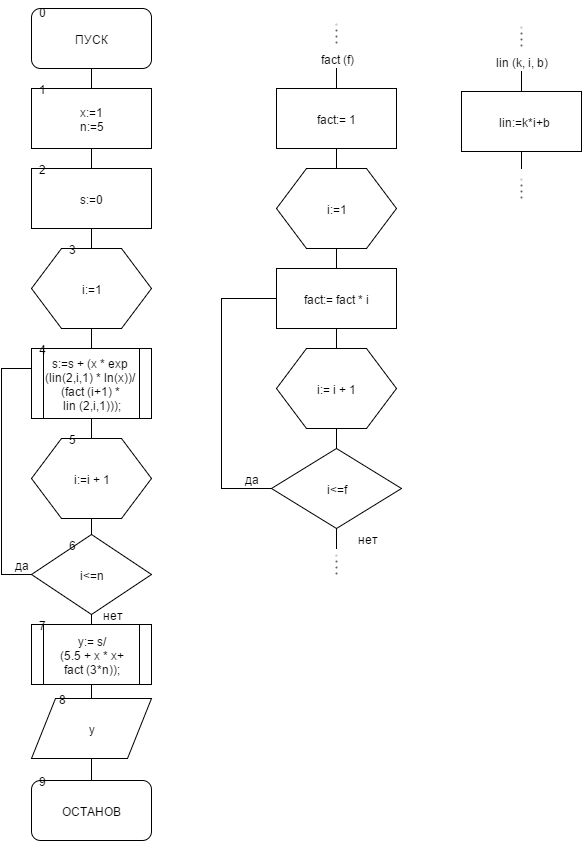 0
ПУСК
1
x:=1
n:=5
2
s:=0
3
i:=1
4
s:=s + (x * exp
(lin(2,i,1) * ln(x))/
(fact (i+1) *
lin (2,i,1)));
5
i:=i + 1
6
да
i<=n
нет
7
y:= s/
(5.5 + x * x+
fact (3*n));
8
y
9
ОСТАНОВ
fact (f)
fact:= 1
i:=1
fact:= fact * i
i:= i + 1
да
i<=f
нет
lin (k, i, b)
lin:=k*i+b